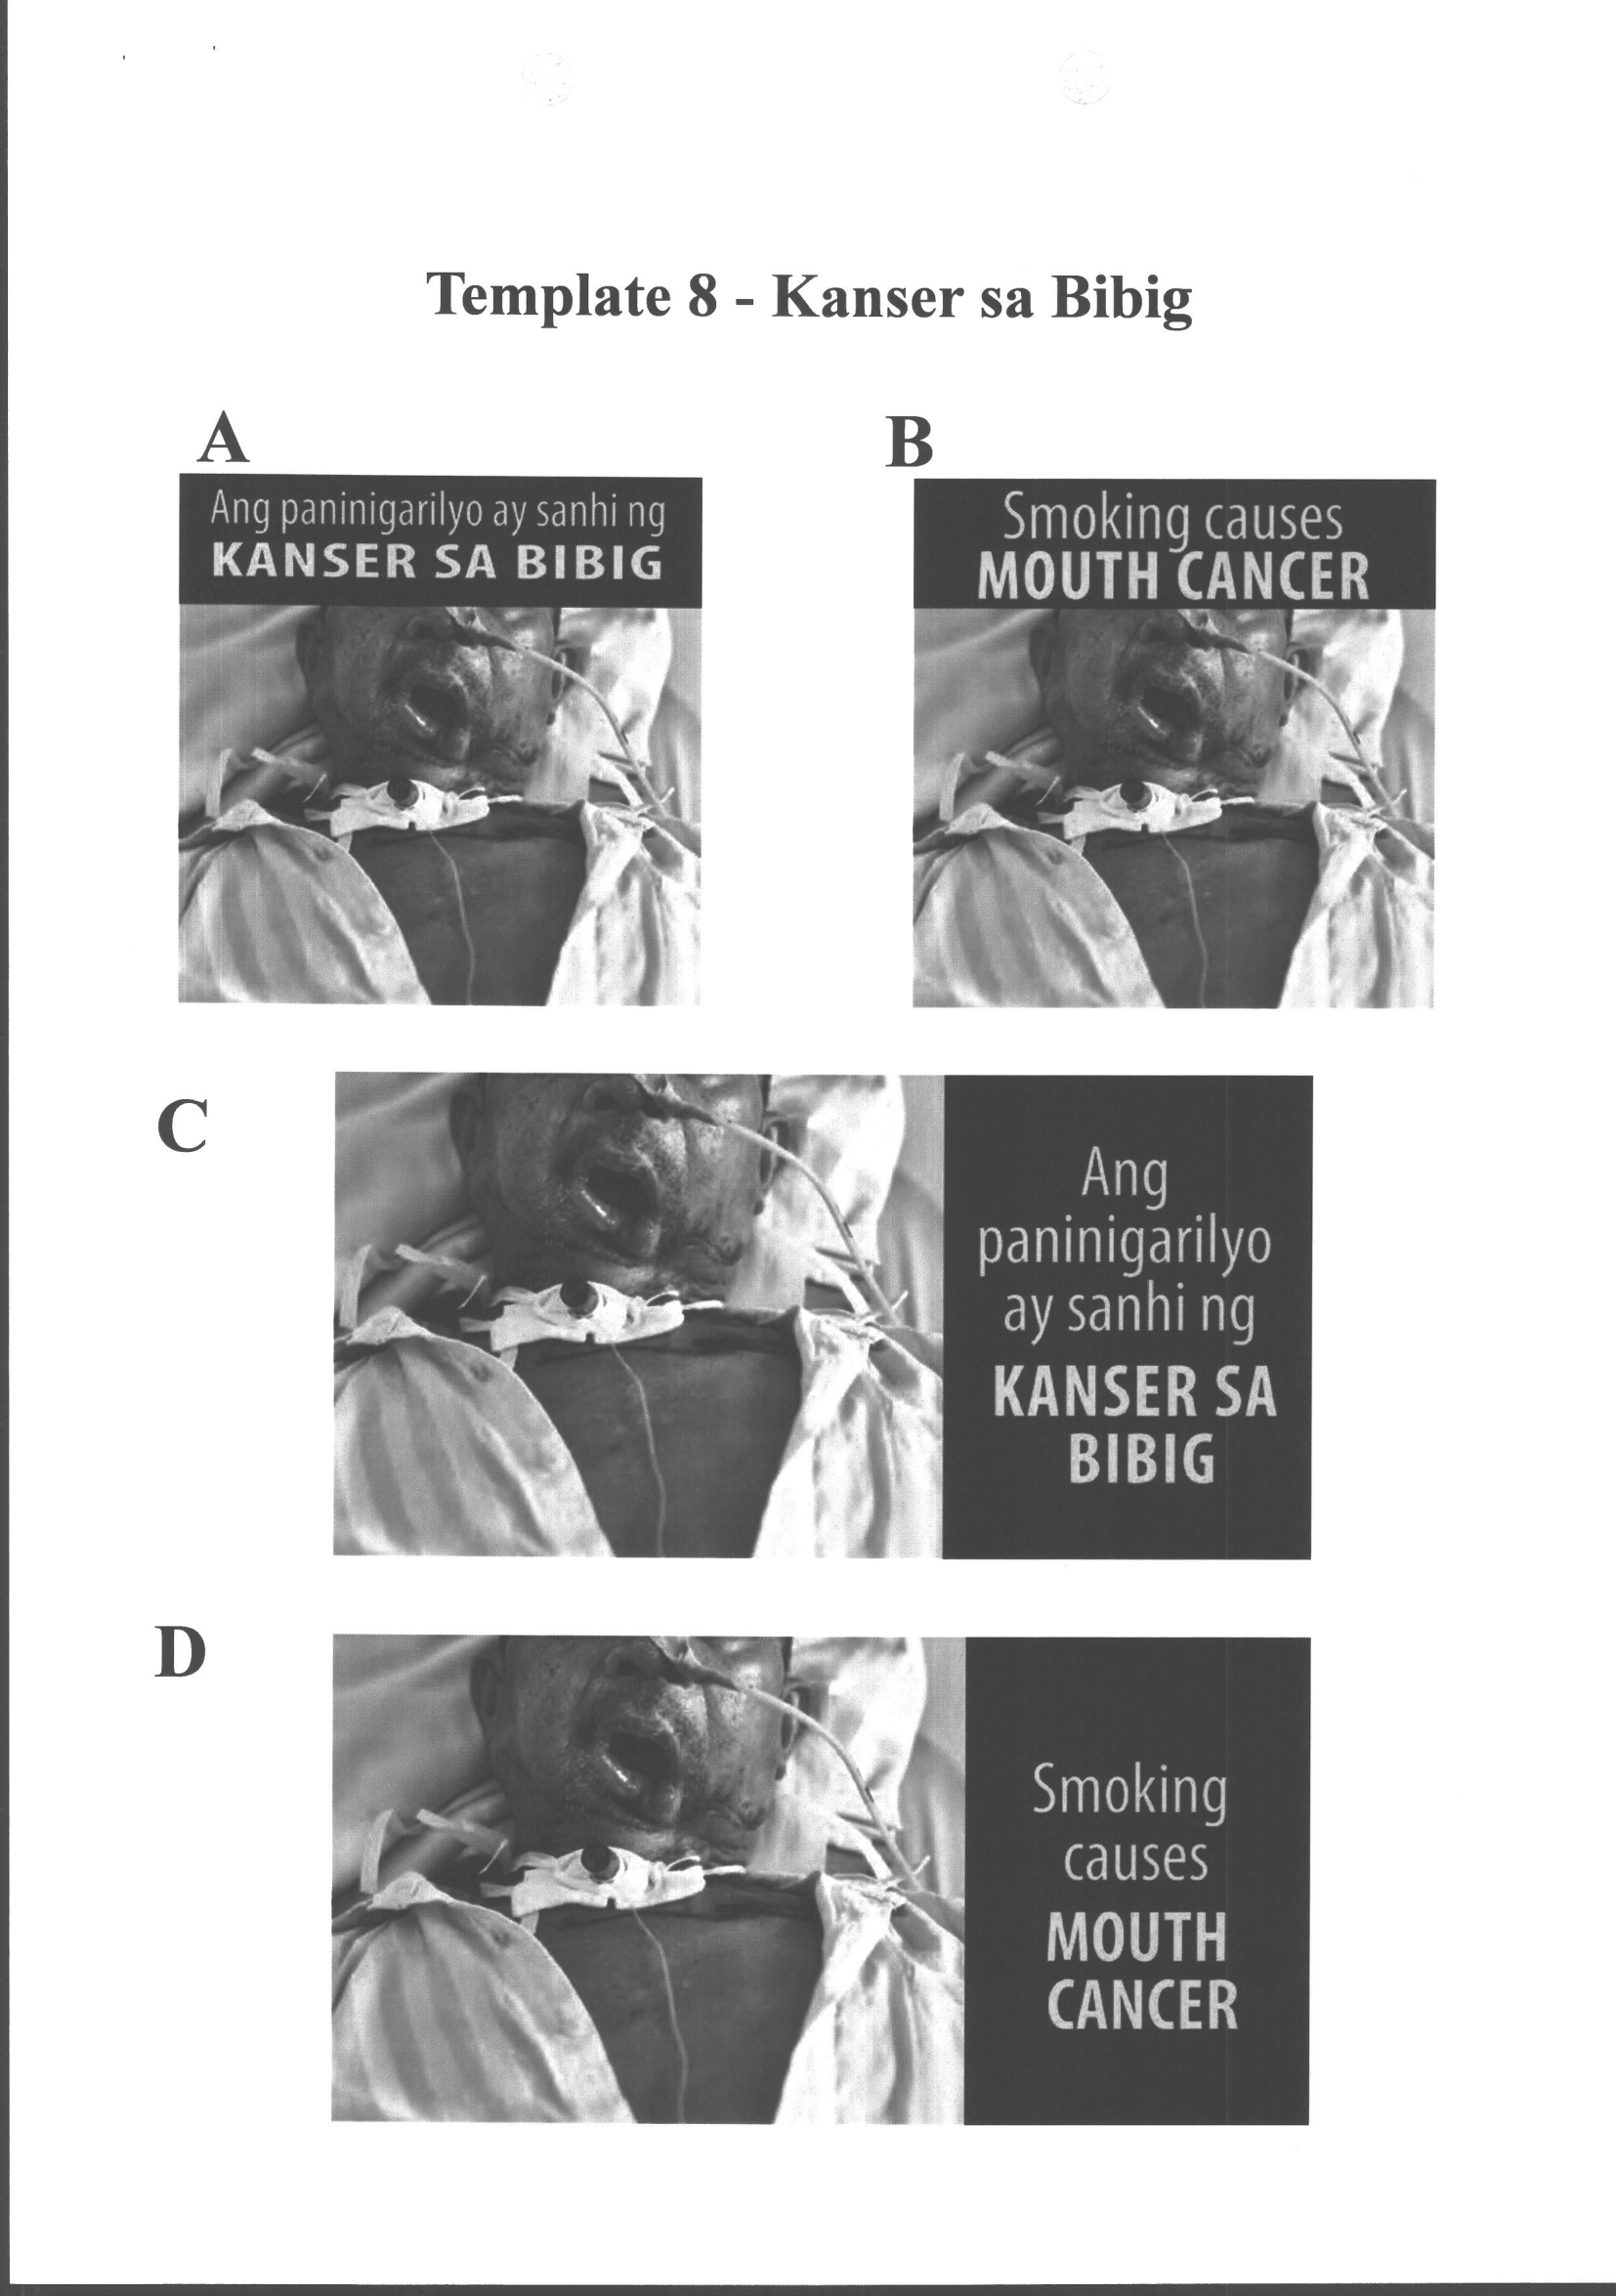 Template 8 - Kanser sa Bibig
A
Ang paninigarilyo ay sanhi ng
KANSER SA BIBIG
B
Smoking causes
MOUTH CANCER
C
Ang
paninigarilyo
ay sanhi ng
KANSER SA
BIBIG
D
Smoking
causes
MOUTH
CANCER